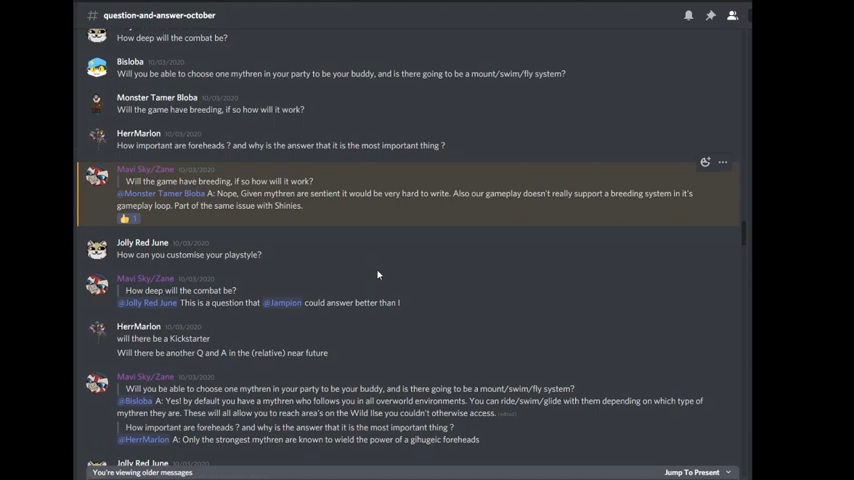 # question-and-answer-october
How deep will the combat be?
Bisloba 10/03/2020
Will you be able to choose one mythren in your party to be your buddy, and is there going to be a mount/swim/fly system?
Monster Tamer Bloba 10/03/2020
Will the game have breeding, if so how will it work?
HerrMarlon 10/03/2020
How important are foreheads ? and why is the answer that it is the most important thing ?
Mavi Sky/Zane 10/03/2020
Will the game have breeding, if so how will it work?
@Monster Tamer Bloba A: Nope, Given mythren are sentient it would be very hard to write. Also our gameplay doesn't really support a breeding system in it's
gameplay loop. Part of the same issue with Shinies.
👍 1
Jolly Red June 10/03/2020
How can you customise your playstyle?
Mavi Sky/Zane 10/03/2020
How deep will the combat be?
@Jolly Red June This is a question that @Jampion could answer better than I
HerrMarlon 10/03/2020
will there be a Kickstarter
Will there be another Q and A in the (relative) near future
Mavi Sky/Zane 10/03/2020
Will you be able to choose one mythren in your party to be your buddy, and is there going to be a mount/swim/fly system?
@Bisloba A: Yes! by default you have a mythren who follows you in all overworld environments. You can ride/swim/glide with them depending on which type of
mythren they are. These will all allow you to reach area's on the Wild Ilse you couldn't otherwise access. (edited)
How important are foreheads ? and why is the answer that it is the most important thing ?
@HerrMarlon A: Only the strongest mythren are known to wield the power of a gihugeic foreheads
Jolly Red June 10/03/2020
You're viewing older messages
Jump To Present